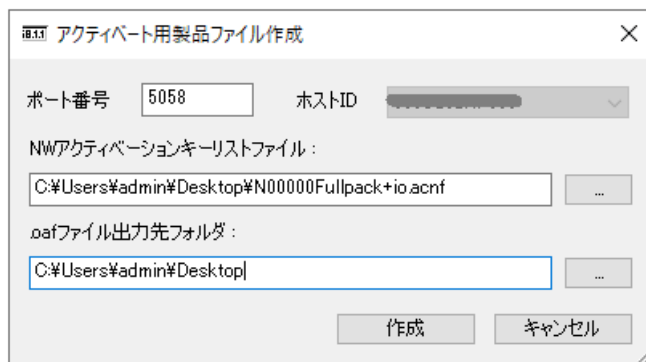 アクティベート用製品ファイル作成
ポート番号 5058 ホストID
NWアクティベーションキーリストファイル:
C:¥Users¥admin¥Desktop¥N00000Fullpack+io.acnf ...
.oafファイル出力先フォルダ:
C:¥Users¥admin¥Desktop ...
作成 キャンセル